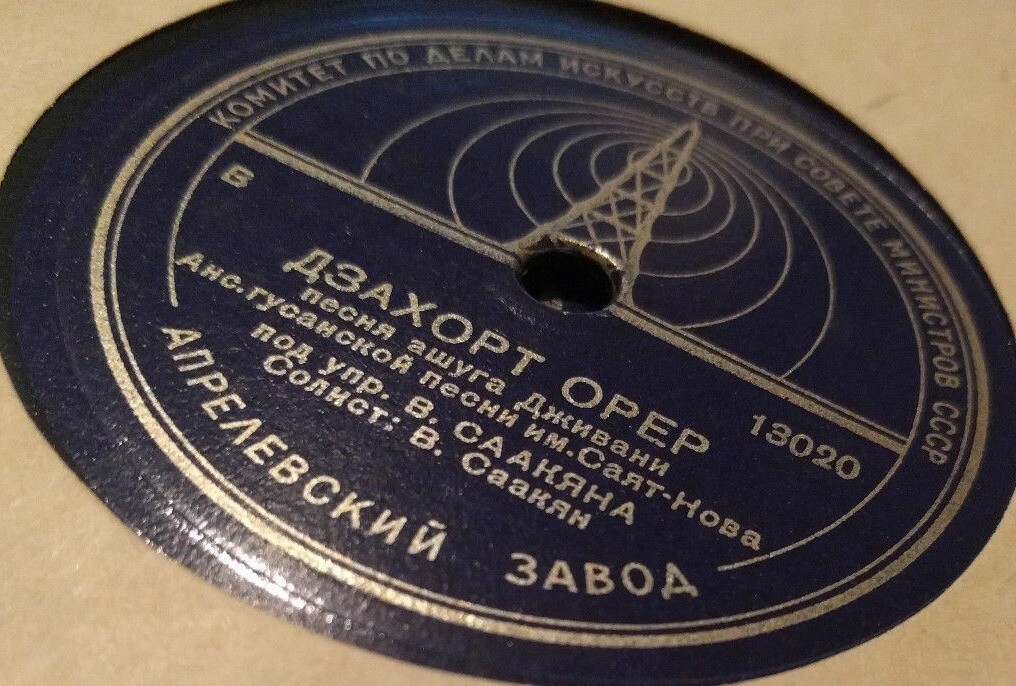 КОМИТЕТ ПО ДЕЛАМ ИСКУССТВ ПРИ СОВЕТЕ МИНИСТРОВ СССР
В
13020
ДЗАХОРТ ОРЕР
песня ашуга Дживани
Анс.гусанской песни им.Саят-Нова
под упр. В. СААКЯНА
Солист: В. Саакян
АПРЕЛЕВСКИЙ ЗАВОД